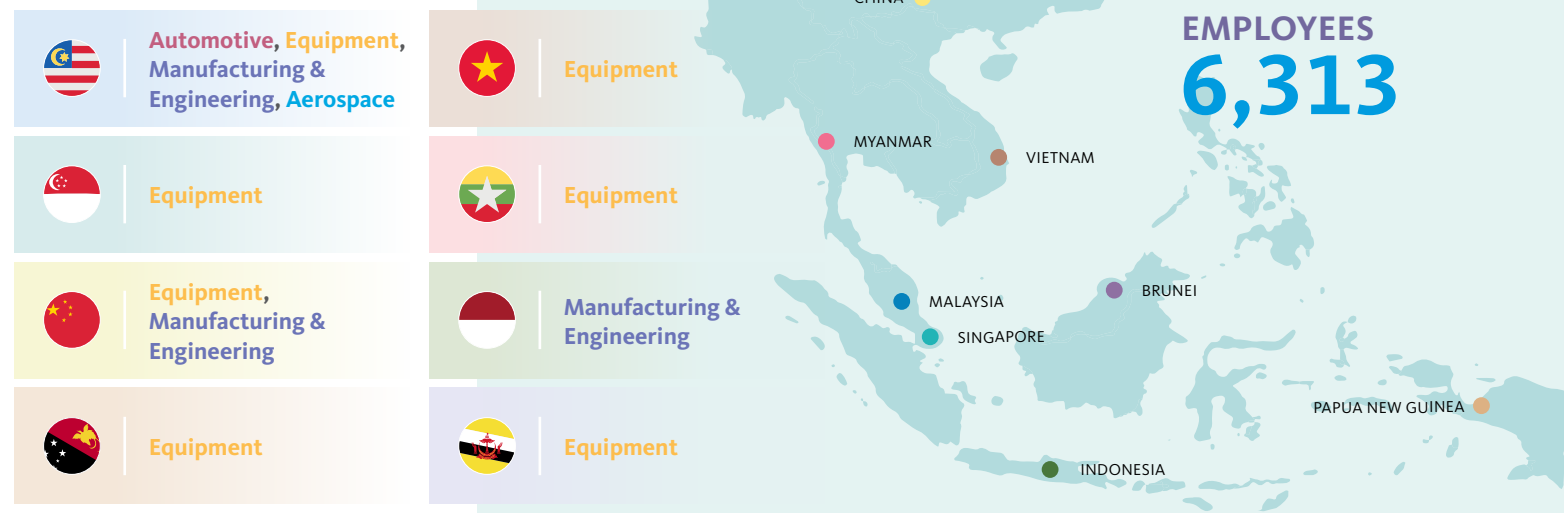 Automotive, Equipment,
Manufacturing &
Engineering, Aerospace
Equipment
Equipment,
Manufacturing &
Engineering
Equipment
Equipment
Equipment
Manufacturing &
Engineering
Equipment
CHINA
EMPLOYEES
6,313
MYANMAR
VIETNAM
MALAYSIA
BRUNEI
SINGAPORE
PAPUA NEW GUINEA
INDONESIA